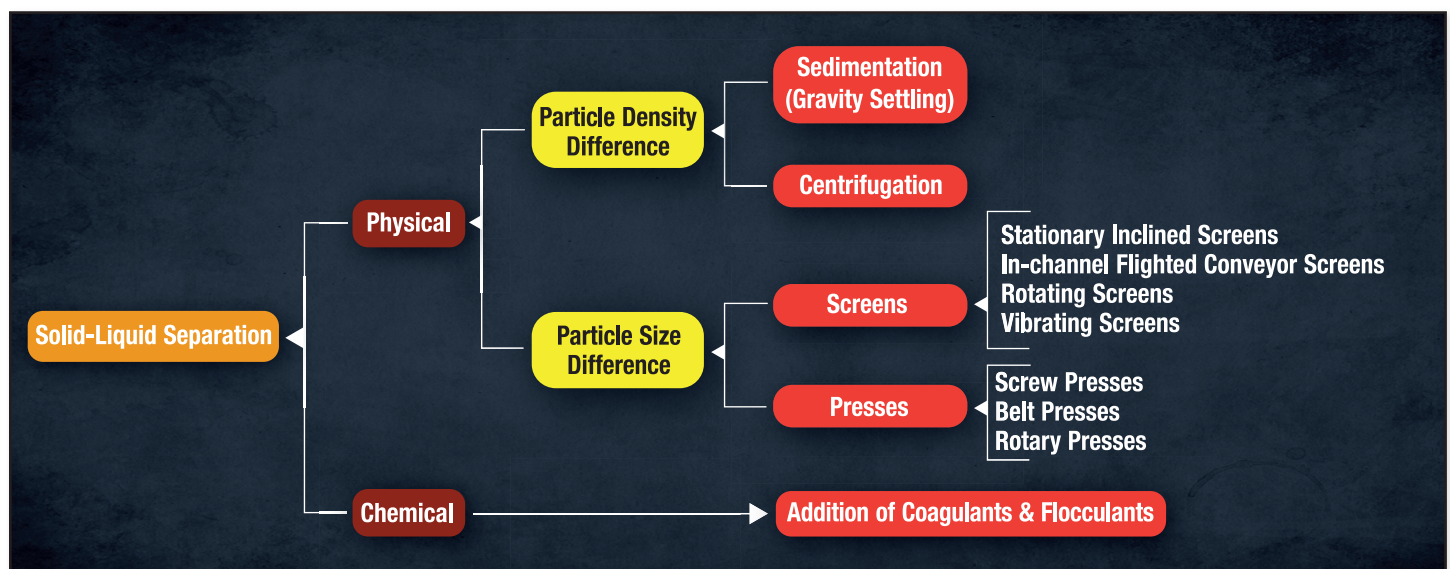 Solid-Liquid Separation
Physical
Particle Density
Difference
Sedimentation
(Gravity Settling)
Centrifugation
Particle Size
Difference
Screens
Stationary Inclined Screens
In-channel Flighted Conveyor Screens
Rotating Screens
Vibrating Screens
Presses
Screw Presses
Belt Presses
Rotary Presses
Chemical
Addition of Coagulants & Flocculants